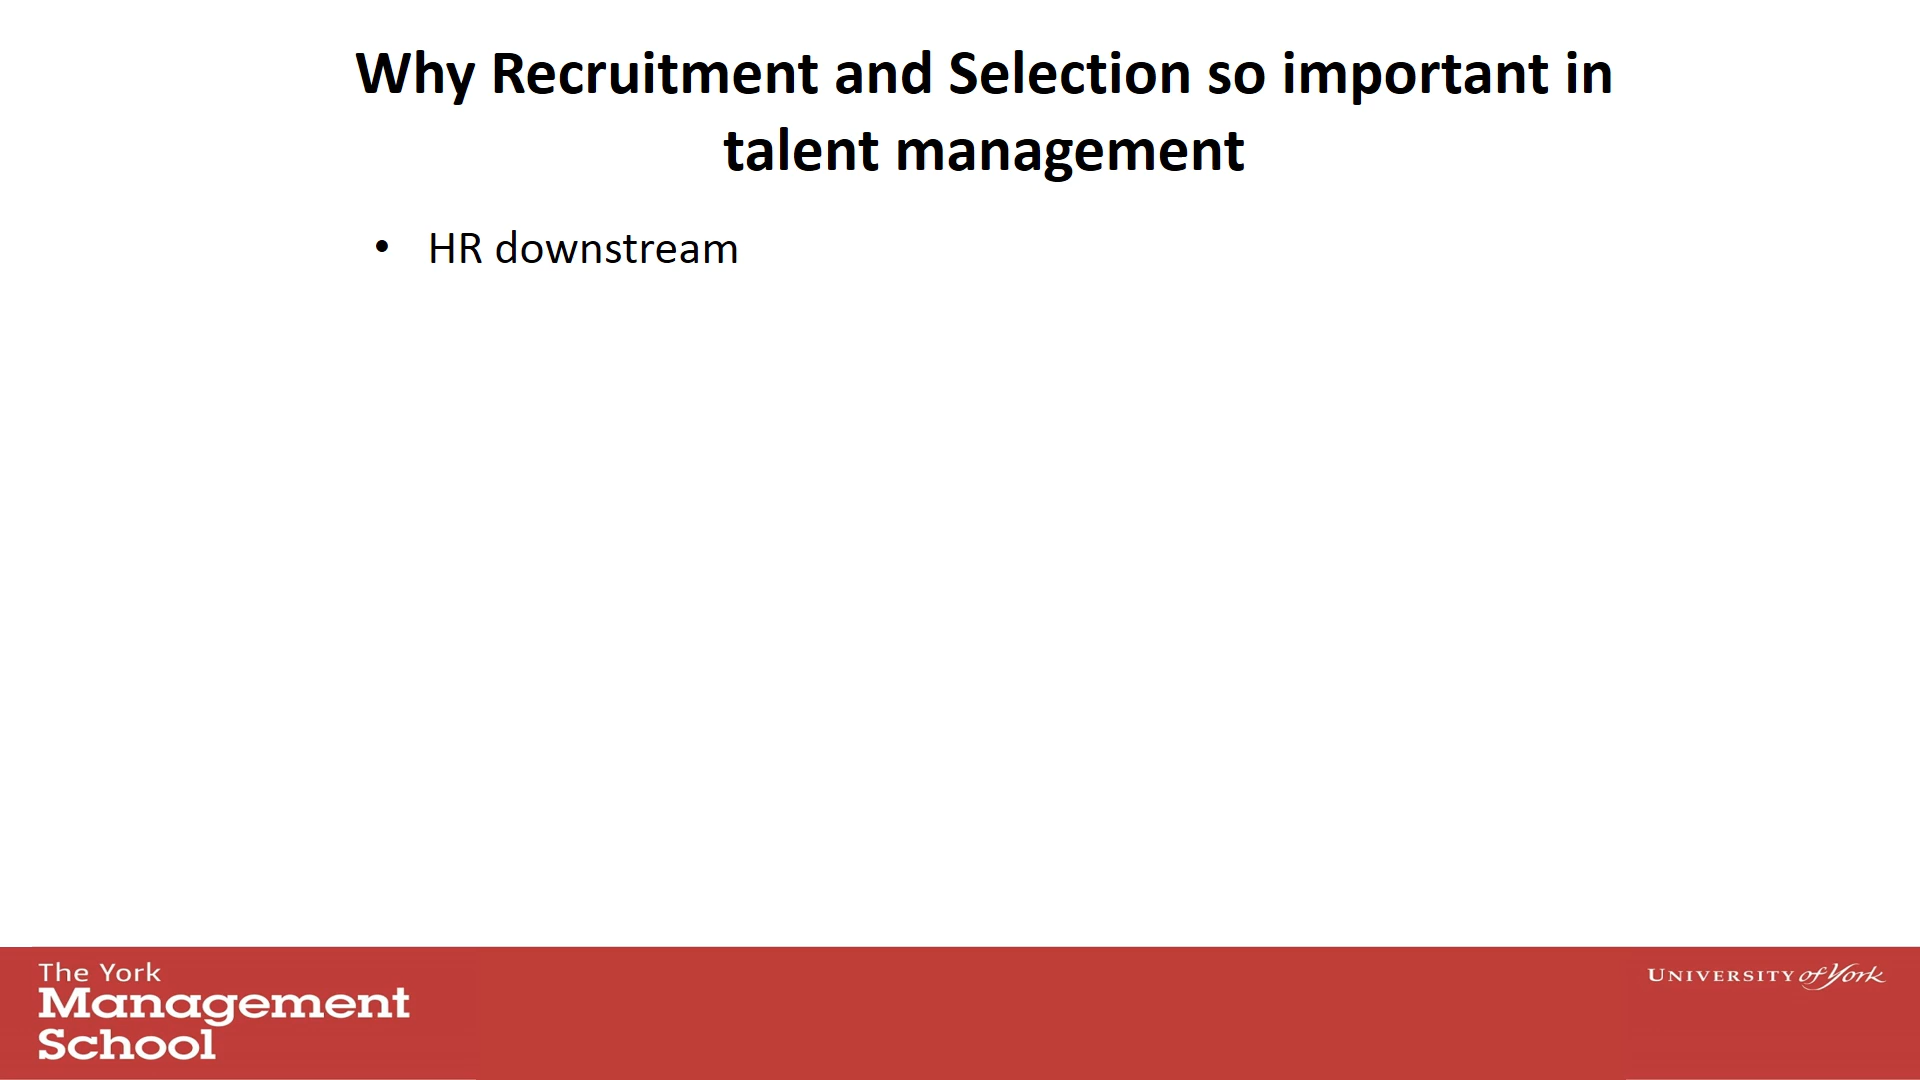 Why Recruitment and Selection so important in
talent management
• HR downstream
The York
Management
School
UNIVERSITY of York